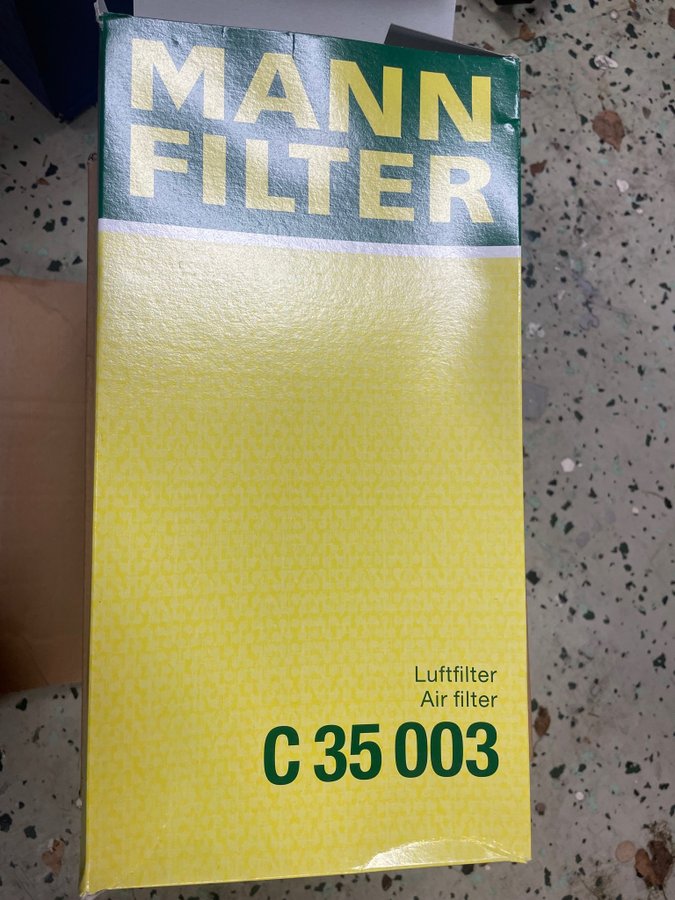 MANN
FILTER
Luftfilter
Air filter
C 35 003